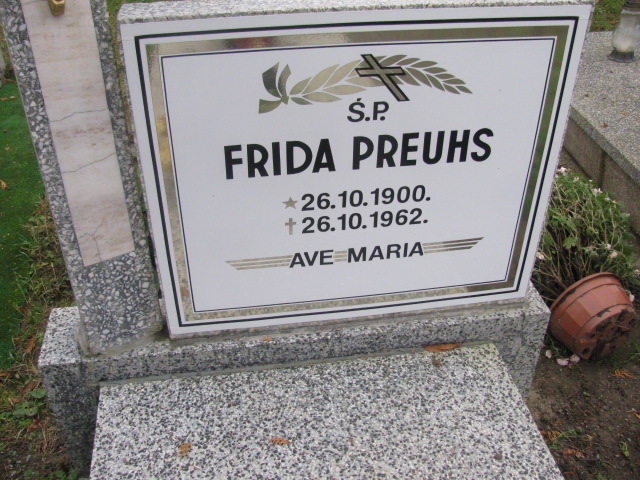 Ś.P.
FRIDA PREUHS
26.10.1900.
26.10.1962.
AVE MARIA